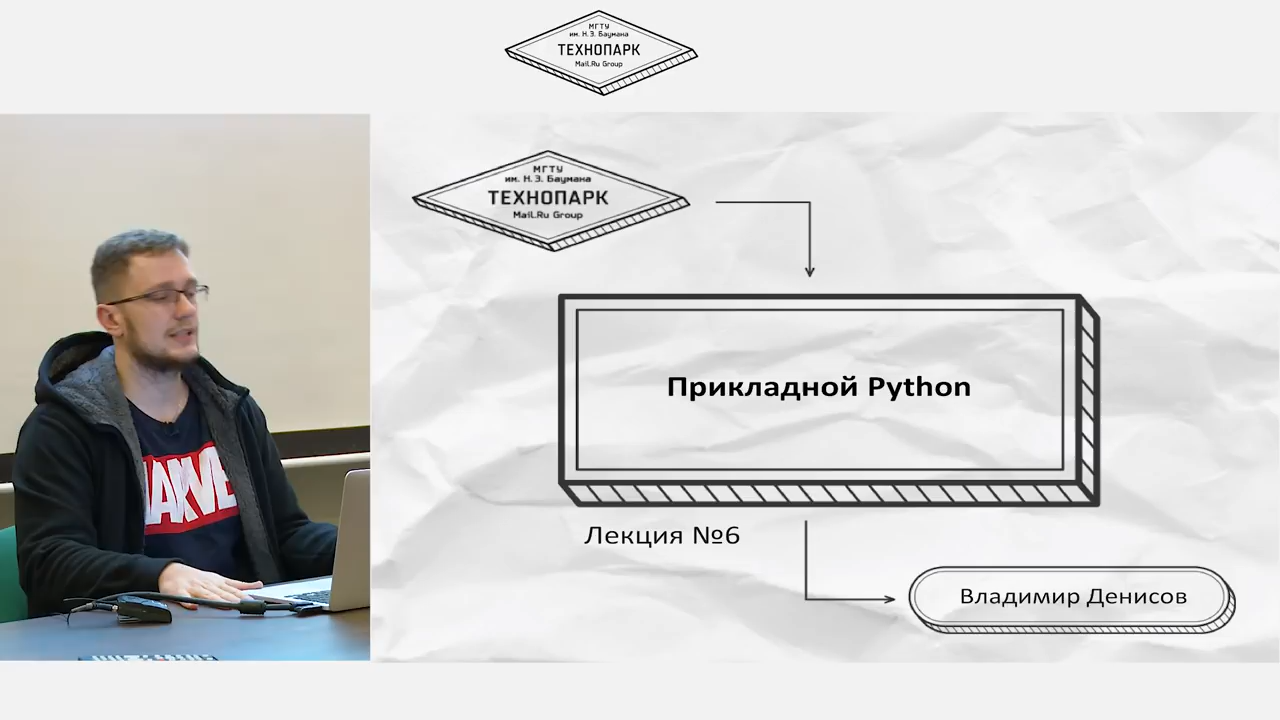 МГТУ
им. Н.Э. Баумана
ТЕХНОПАРК
Mail.Ru Group
МГТУ
им. Н.Э. Баумана
ТЕХНОПАРК
Mail.Ru Group
Прикладной Python
MARVEL
Лекция №6
Владимир Денисов